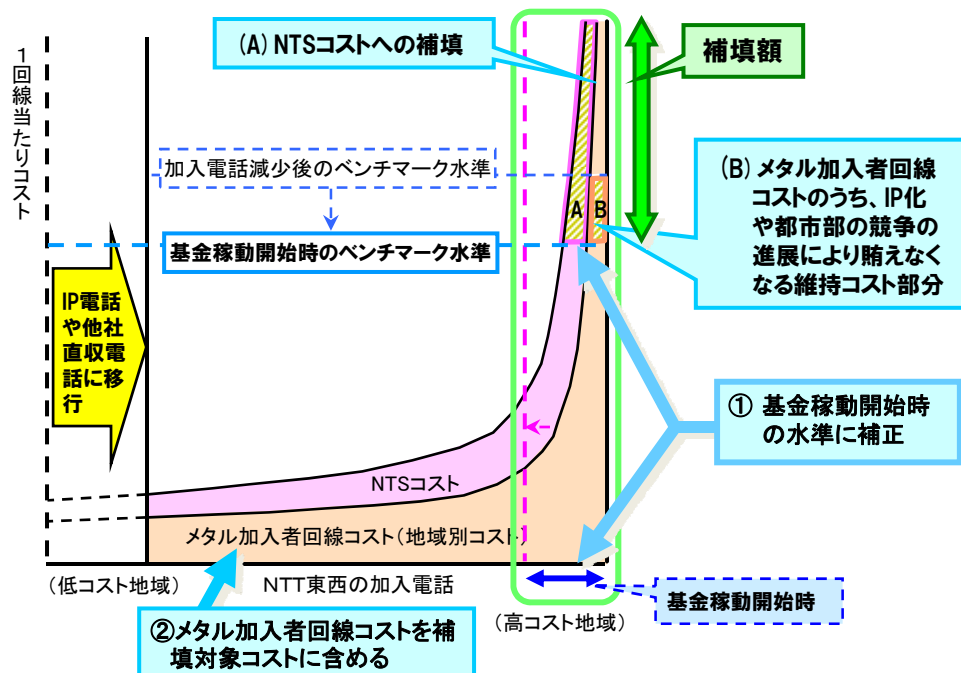 1回線当たりコスト
(A)NTSコストへの補填
補填額
加入電話減少後のベンチマーク水準
基金稼動開始時のベンチマーク水準
A
B
(B)メタル加入者回線
コストのうち、IP化
や都市部の競争の
進展により賄えなく
なる維持コスト部分
IP電話
や他社
直収電
話に移
行
① 基金稼動開始時
の水準に補正
NTSコスト
メタル加入者回線コスト(地域別コスト)
(低コスト地域)
NTT東西の加入電話
(高コスト地域)
基金稼動開始時
②メタル加入者回線コストを補
填対象コストに含める